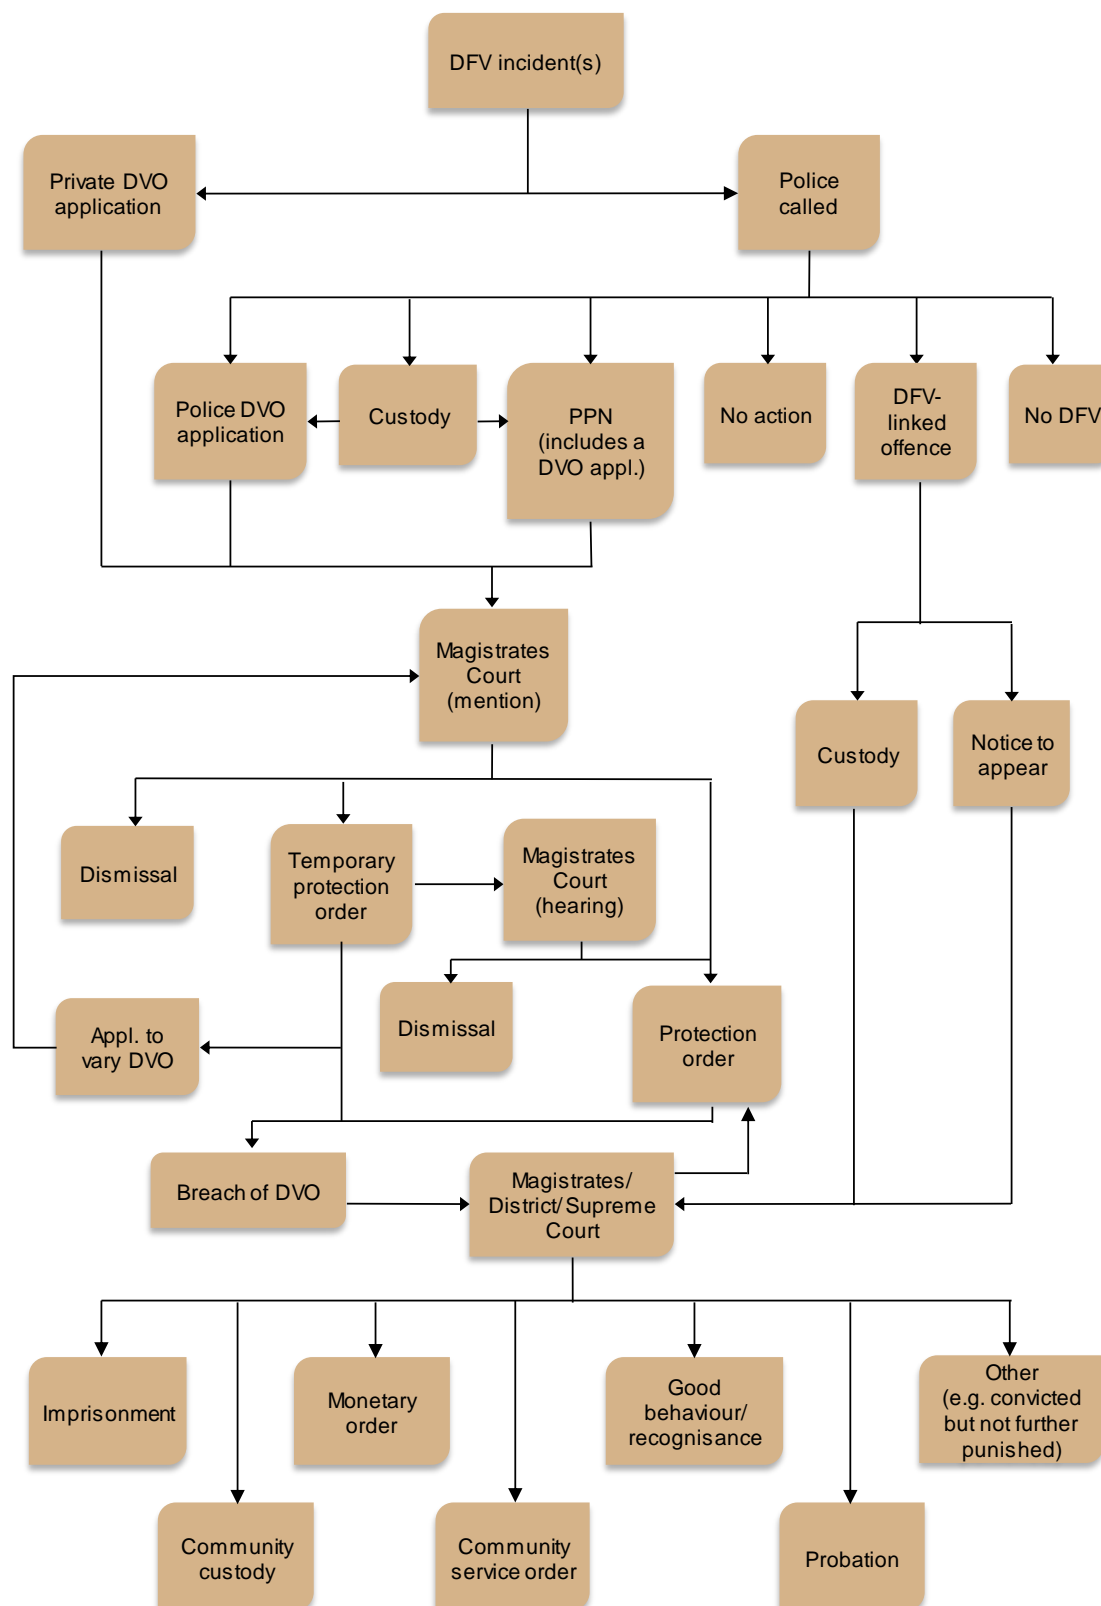 DFV incident(s)
Private DVO
application
Police
called
Police DVO
application
Custody
PPN
(includes a
DVO appl.)
No action
DFV-
linked
offence
No DFV
Magistrates
Court
(mention)
Custody
Notice to
appear
Dismissal
Temporary
protection
order
Magistrates
Court
(hearing)
Dismissal
Protection
order
Appl. to
vary DVO
Breach of DVO
Magistrates/
District/Supreme
Court
Imprisonment
Monetary
order
Good
behaviour/
recognisance
Other
(e.g. convicted
but not further
punished)
Community
custody
Community
service order
Probation